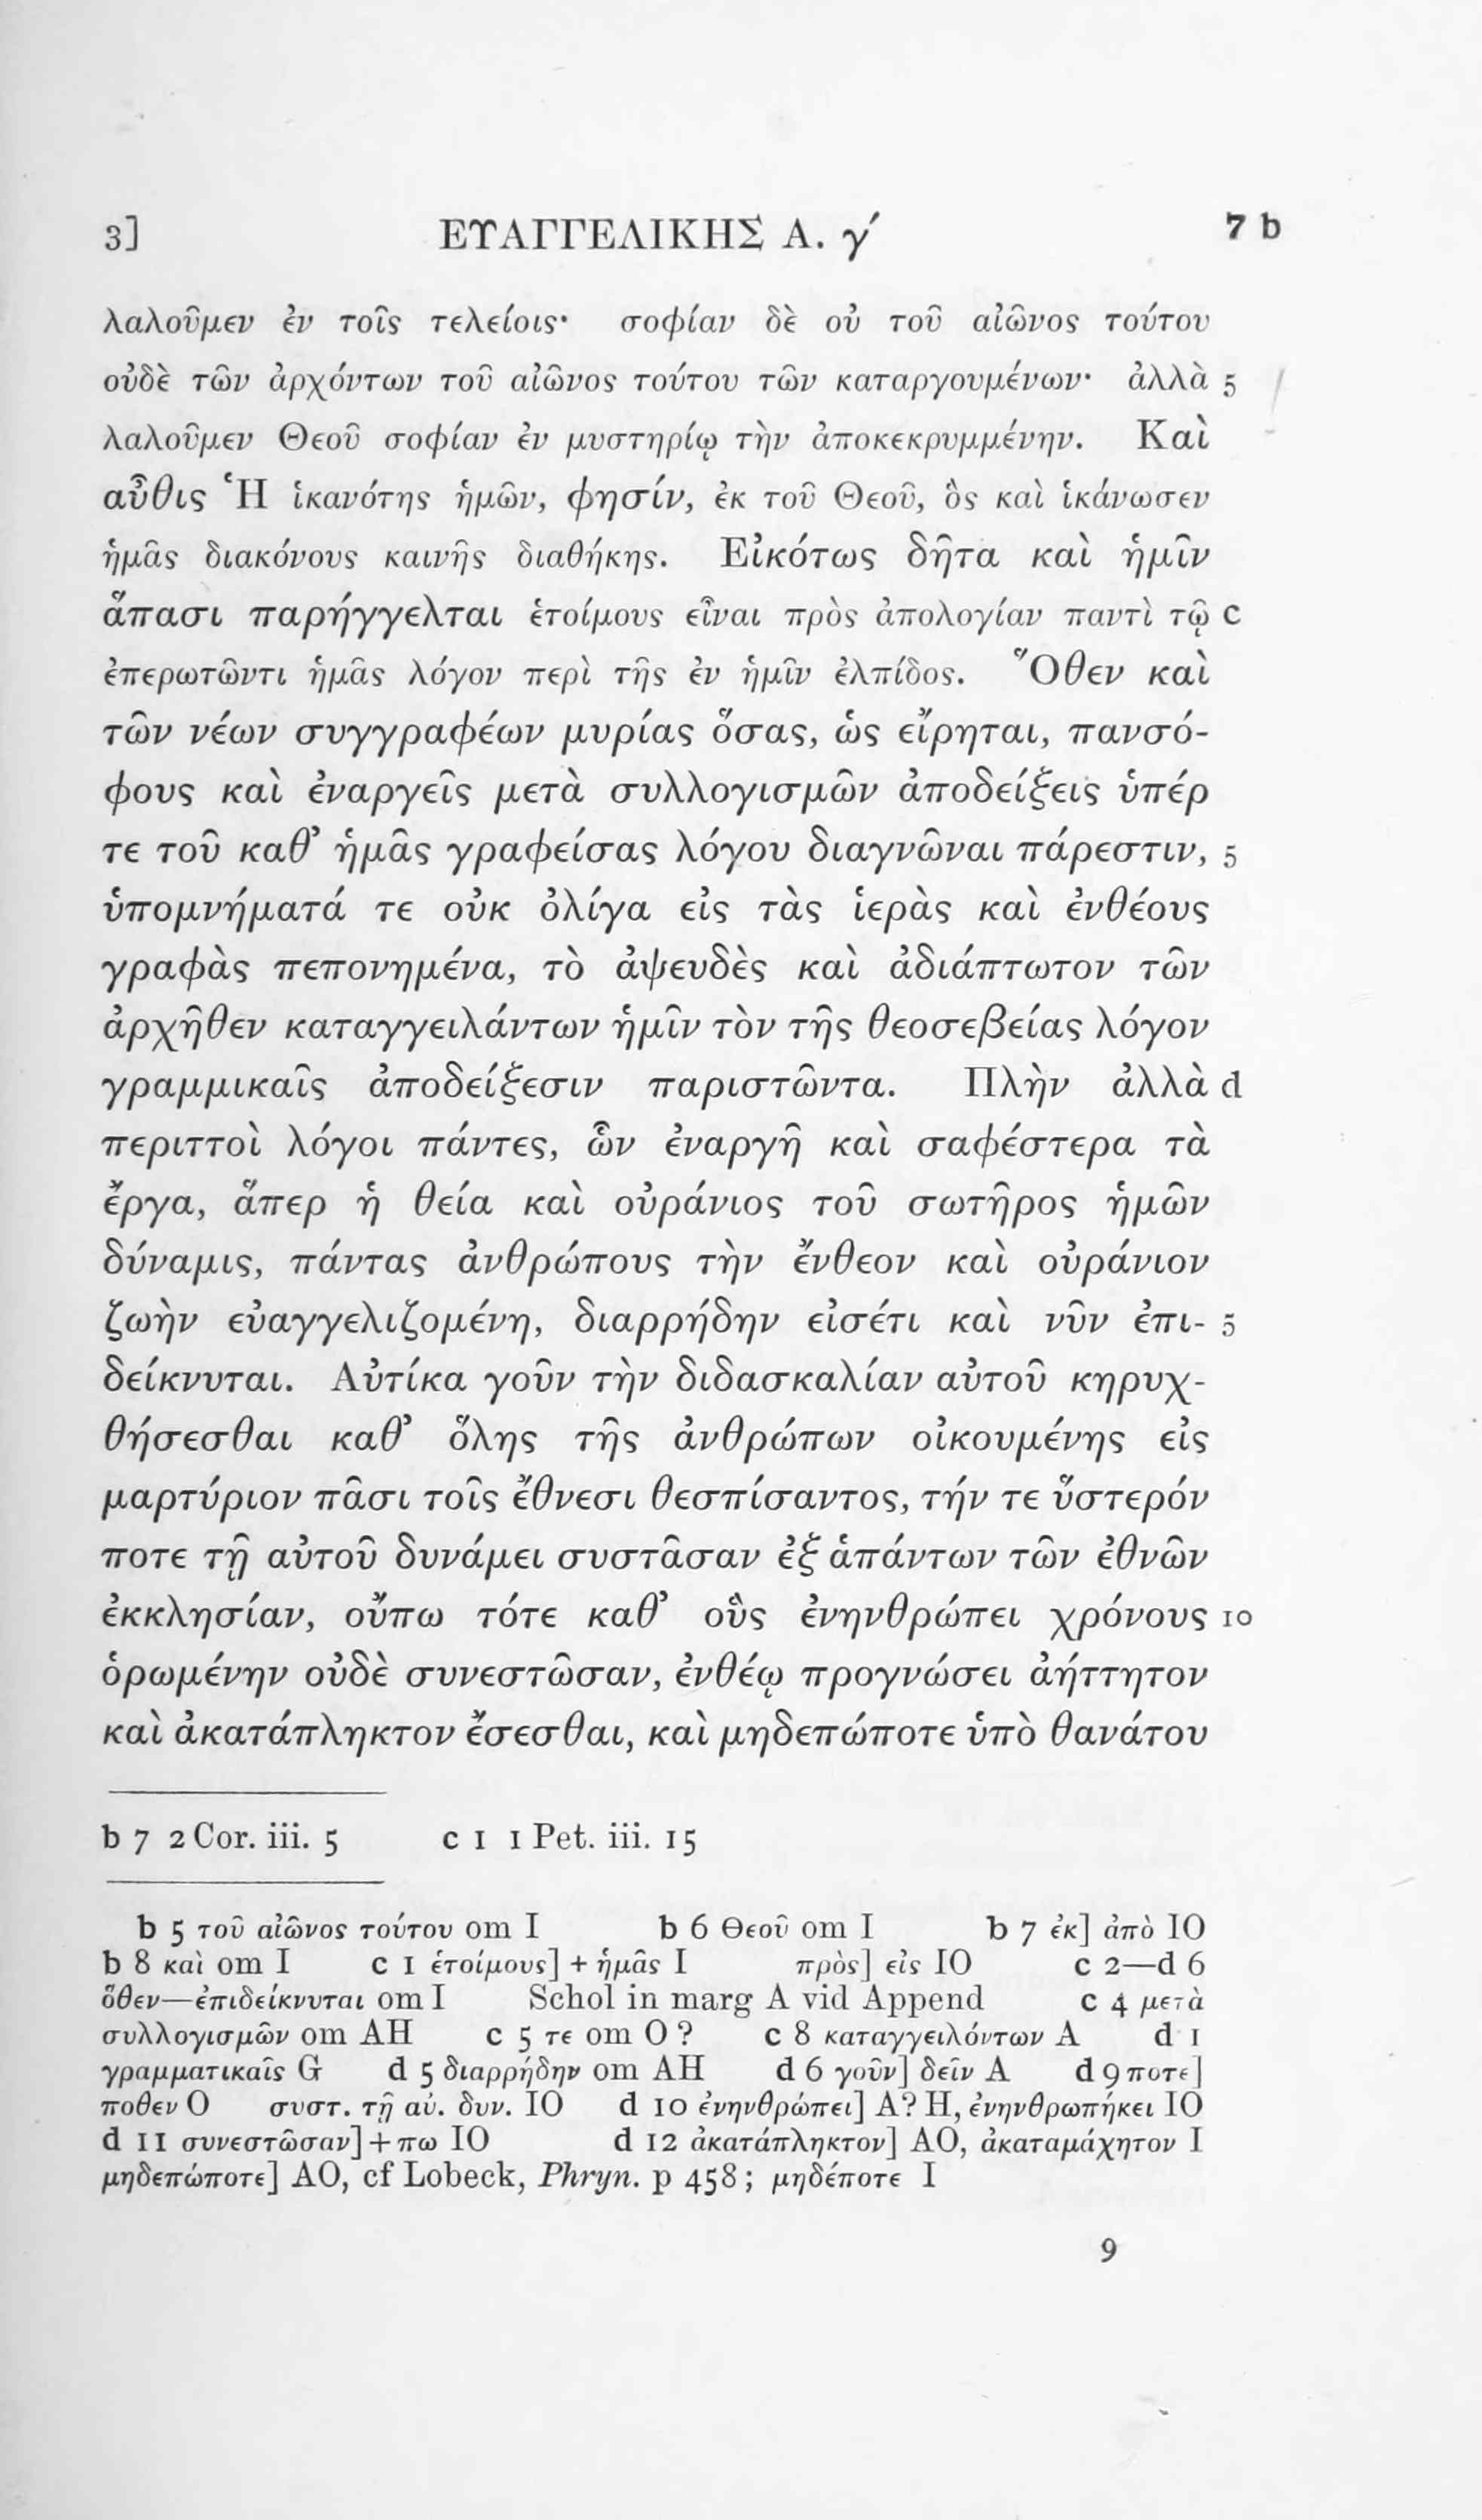 3] ΕΥΑΓΓΕΛΙΚΗΣ Α. γʹ 7 b
λαλοῦμεν ἐν τοῖς τελείοις· σοφίαν δὲ οὐ τοῦ αἰῶνος τούτου
οὐδὲ τῶν ἀρχόντων τοῦ αἰῶνος τούτου τῶν καταργουμένων· ἀλλὰ 5
λαλοῦμεν Θεοῦ σοφίαν ἐν μυστηρίῳ τὴν ἀποκεκρυμμένην. Καὶ
αὖθις Ἡ ἱκανότης ἡμῶν, φησίν, ἐκ τοῦ Θεοῦ, ὃς καὶ ἱκάνωσεν
ἡμᾶς διακόνους καινῆς διαθήκης. Εἰκότως δῆτα καὶ ἡμῖν
ἅπασι παρήγγελται ἑτοίμους εἶναι πρὸς ἀπολογίαν παντὶ τῷ c
ἐπερωτῶντι ἡμᾶς λόγον περὶ τῆς ἐν ἡμῖν ἐλπίδος. Ὅθεν καὶ
τῶν νέων συγγραφέων μυρίας ὅσας, ὡς εἴρηται, πανσό-
φους καὶ ἐναργεῖς μετὰ συλλογισμῶν ἀποδείξεις ὑπέρ
τε τοῦ καθ’ ἡμᾶς γραφείσας λόγου διαγνῶναι πάρεστιν, 5
ὑπομνήματά τε οὐκ ὀλίγα εἰς τὰς ἱερὰς καὶ ἐνθέους
γραφὰς πεπονημένα, τὸ ἀψευδὲς καὶ ἀδιάπτωτον τῶν
ἀρχῆθεν καταγγειλάντων ἡμῖν τὸν τῆς θεοσεβείας λόγον
γραμμικαῖς ἀποδείξεσιν παριστῶντα. Πλὴν ἀλλὰ d
περιττοὶ λόγοι πάντες, ὧν ἐναργῆ καὶ σαφέστερα τὰ
ἔργα, ἅπερ ἡ θεία καὶ οὐράνιος τοῦ σωτῆρος ἡμῶν
δύναμις, πάντας ἀνθρώπους τὴν ἔνθεον καὶ οὐράνιον
ζωὴν εὐαγγελιζομένη, διαρρήδην εἰσέτι καὶ νῦν ἐπι- 5
δείκνυται. Αὐτίκα γοῦν τὴν διδασκαλίαν αὐτοῦ κηρυχ-
θήσεσθαι καθ’ ὅλης τῆς ἀνθρώπων οἰκουμένης εἰς
μαρτύριον πᾶσι τοῖς ἔθνεσι θεσπίσαντος, τήν τε ὕστερόν
ποτε τῇ αὐτοῦ δυνάμει συστᾶσαν ἐξ ἁπάντων τῶν ἐθνῶν
ἐκκλησίαν, οὔπω τότε καθ’ οὓς ἐνηνθρώπει χρόνους 10
ὁρωμένην οὐδὲ συνεστῶσαν, ἐνθέῳ προγνώσει ἀήττητον
καὶ ἀκατάπληκτον ἔσεσθαι, καὶ μηδεπώποτε ὑπὸ θανάτου
b 7 2 Cor. iii. 5 c 1 1 Pet. iii. 15
b 5 τοῦ αἰῶνος τούτου om I b 6 Θεοῦ om I b 7 ἐκ] ἀπὸ IO
b 8 καὶ om I c 1 ἑτοίμους] + ἡμᾶς I πρὸς] εἰς IO c 2—d 6
ὅθεν—ἐπιδείκνυται om I Schol in marg A vid Append c 4 μετὰ
συλλογισμῶν om AH c 5 τε om O ? c 8 καταγγειλόντων A d 1
γραμματικαῖς G d 5 διαρρήδην om AH d 6 γοῦν] δεῖν A d 9 ποτε]
ποθεν O συστ. τῇ αὐ. δυν. IO d 10 ἐνηνθρώπει] A? H, ἐνηνθρωπήκει IO
d 11 συνεστῶσαν] + πω IO d 12 ἀκατάπληκτον] AO, ἀκαταμάχητον I
μηδεπώποτε] AO, cf Lobeck, Phryn. p 458; μηδέποτε I
9